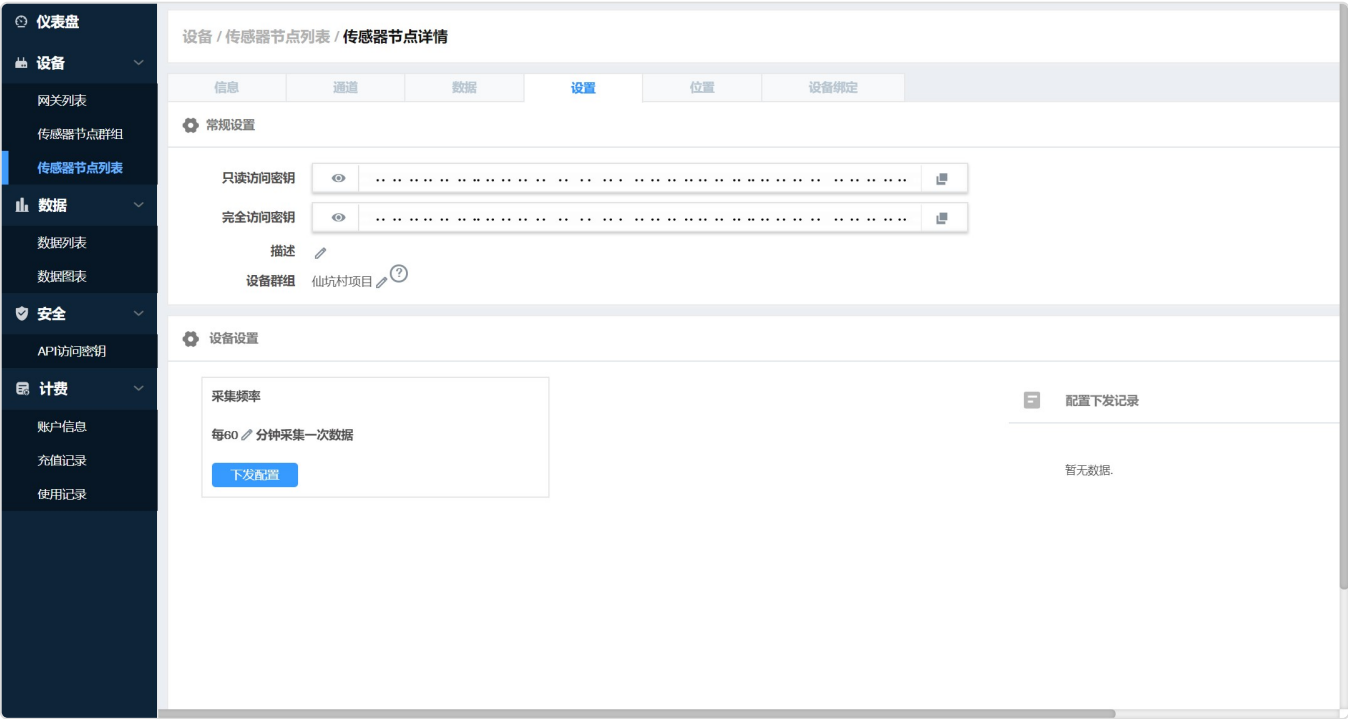 仪表盘
设备
网关列表
传感器节点群组
传感器节点列表
数据
数据列表
数据图表
安全
API访问密钥
计费
账户信息
充值记录
使用记录
设备 / 传感器节点列表 / 传感器节点详情
信息 通道 数据 设置 位置 设备绑定
常规设置
只读访问密钥
完全访问密钥
描述
设备群组 仙坑村项目 ?
设备设置
采集频率
每60 分钟采集一次数据
下发配置
配置下发记录
暂无数据.